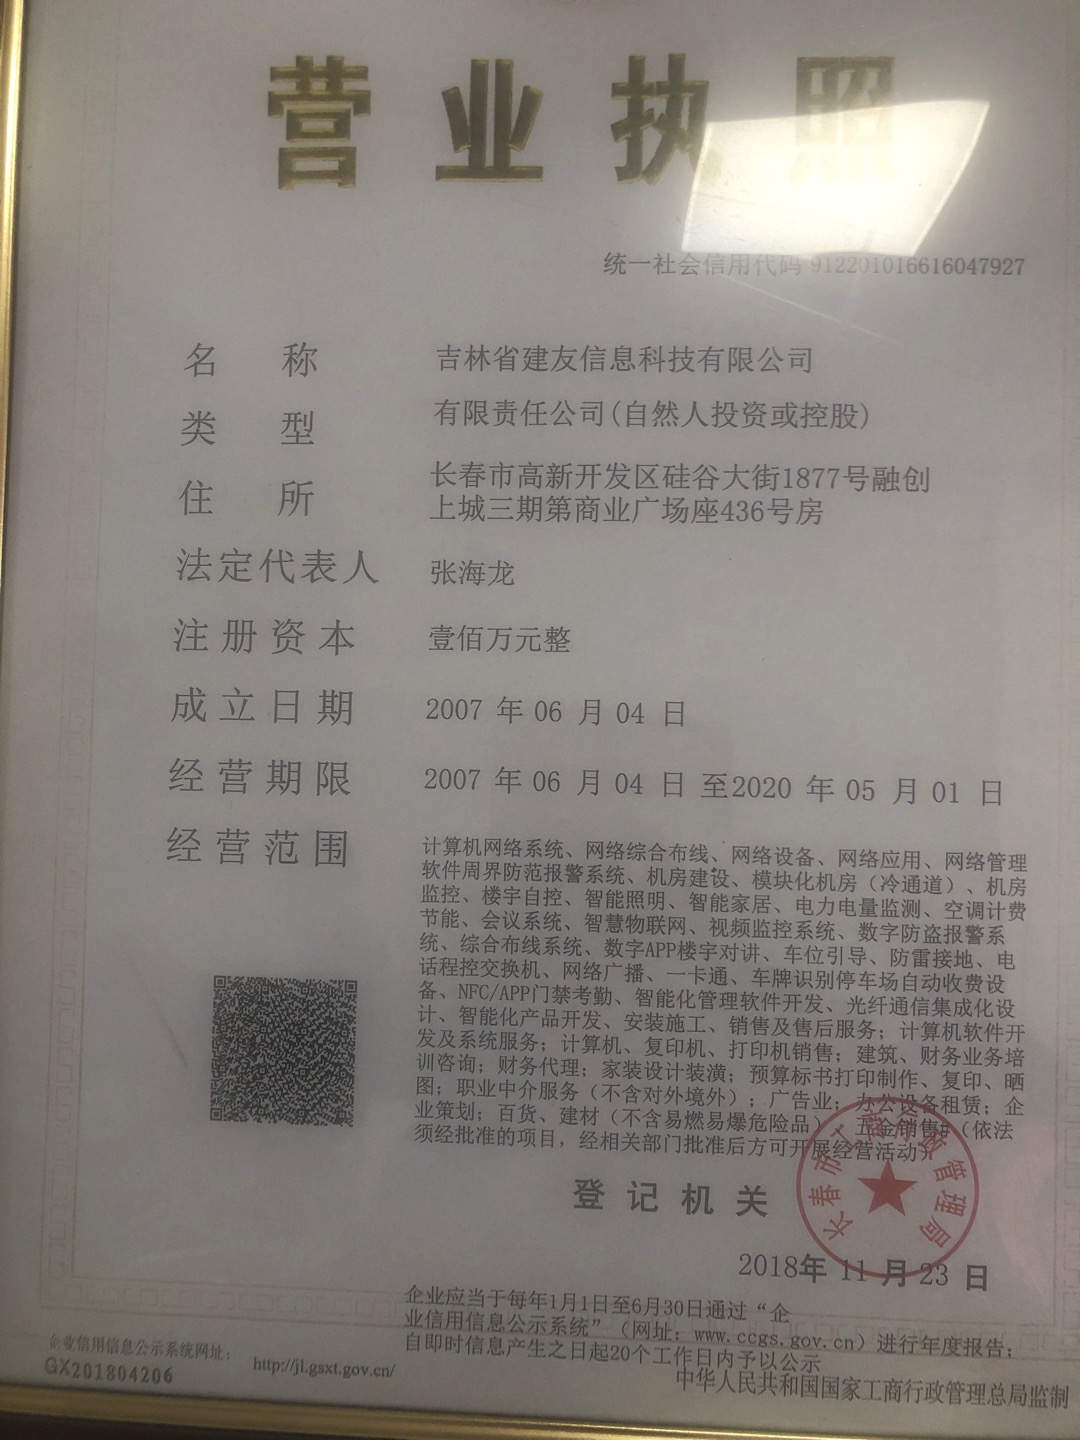 营业执照
统一社会信用代码 912201016616047927
名称 吉林省建友信息科技有限公司
类型 有限责任公司(自然人投资或控股)
住所 长春市高新开发区硅谷大街1877号融创
上城三期第商业广场座436号房
法定代表人 张海龙
注册资本 壹佰万元整
成立日期 2007 年 06 月 04 日
经营期限 2007 年 06 月 04 日 至2020 年 05 月 01 日
经营范围 计算机网络系统、网络综合布线、网络设备、网络应用、网络管理
软件周界防范报警系统、机房建设、模块化机房（冷通道）、机房
监控、楼宇自控、智能照明、智能家居、电力电量监测、空调计费
节能、会议系统、智慧物联网、视频监控系统、数字防盗报警系
统、综合布线系统、数字APP楼宇对讲、车位引导、防雷接地、电
话程控交换机、网络广播、一卡通、车牌识别停车场自动收费设
备、NFC/APP门禁考勤、智能化管理软件开发、光纤通信集成化设
计、智能化产品开发、安装施工、销售及售后服务；计算机软件开
发及系统服务；计算机、复印机、打印机销售；建筑、财务业务培
训咨询；财务代理；家装设计装潢；预算标书打印制作、复印、晒
图；职业中介服务（不含对外境外）；广告业；办公设备租赁；企
业策划；百货、建材（不含易燃易爆危险品）、五金销售#（依法
须经批准的项目，经相关部门批准后方可开展经营活动）
登记机关
长春市工商行政管理局
2018年 11 月 23 日
企业应当于每年1月1日至6月30日通过“企
业信用信息公示系统”（网址：www.ccgs.gov.cn）进行年度报告；
自即时信息产生之日起20个工作日内予以公示
企业信用信息公示系统网址： http://jl.gsxt.gov.cn/
GX201804206
中华人民共和国国家工商行政管理总局监制